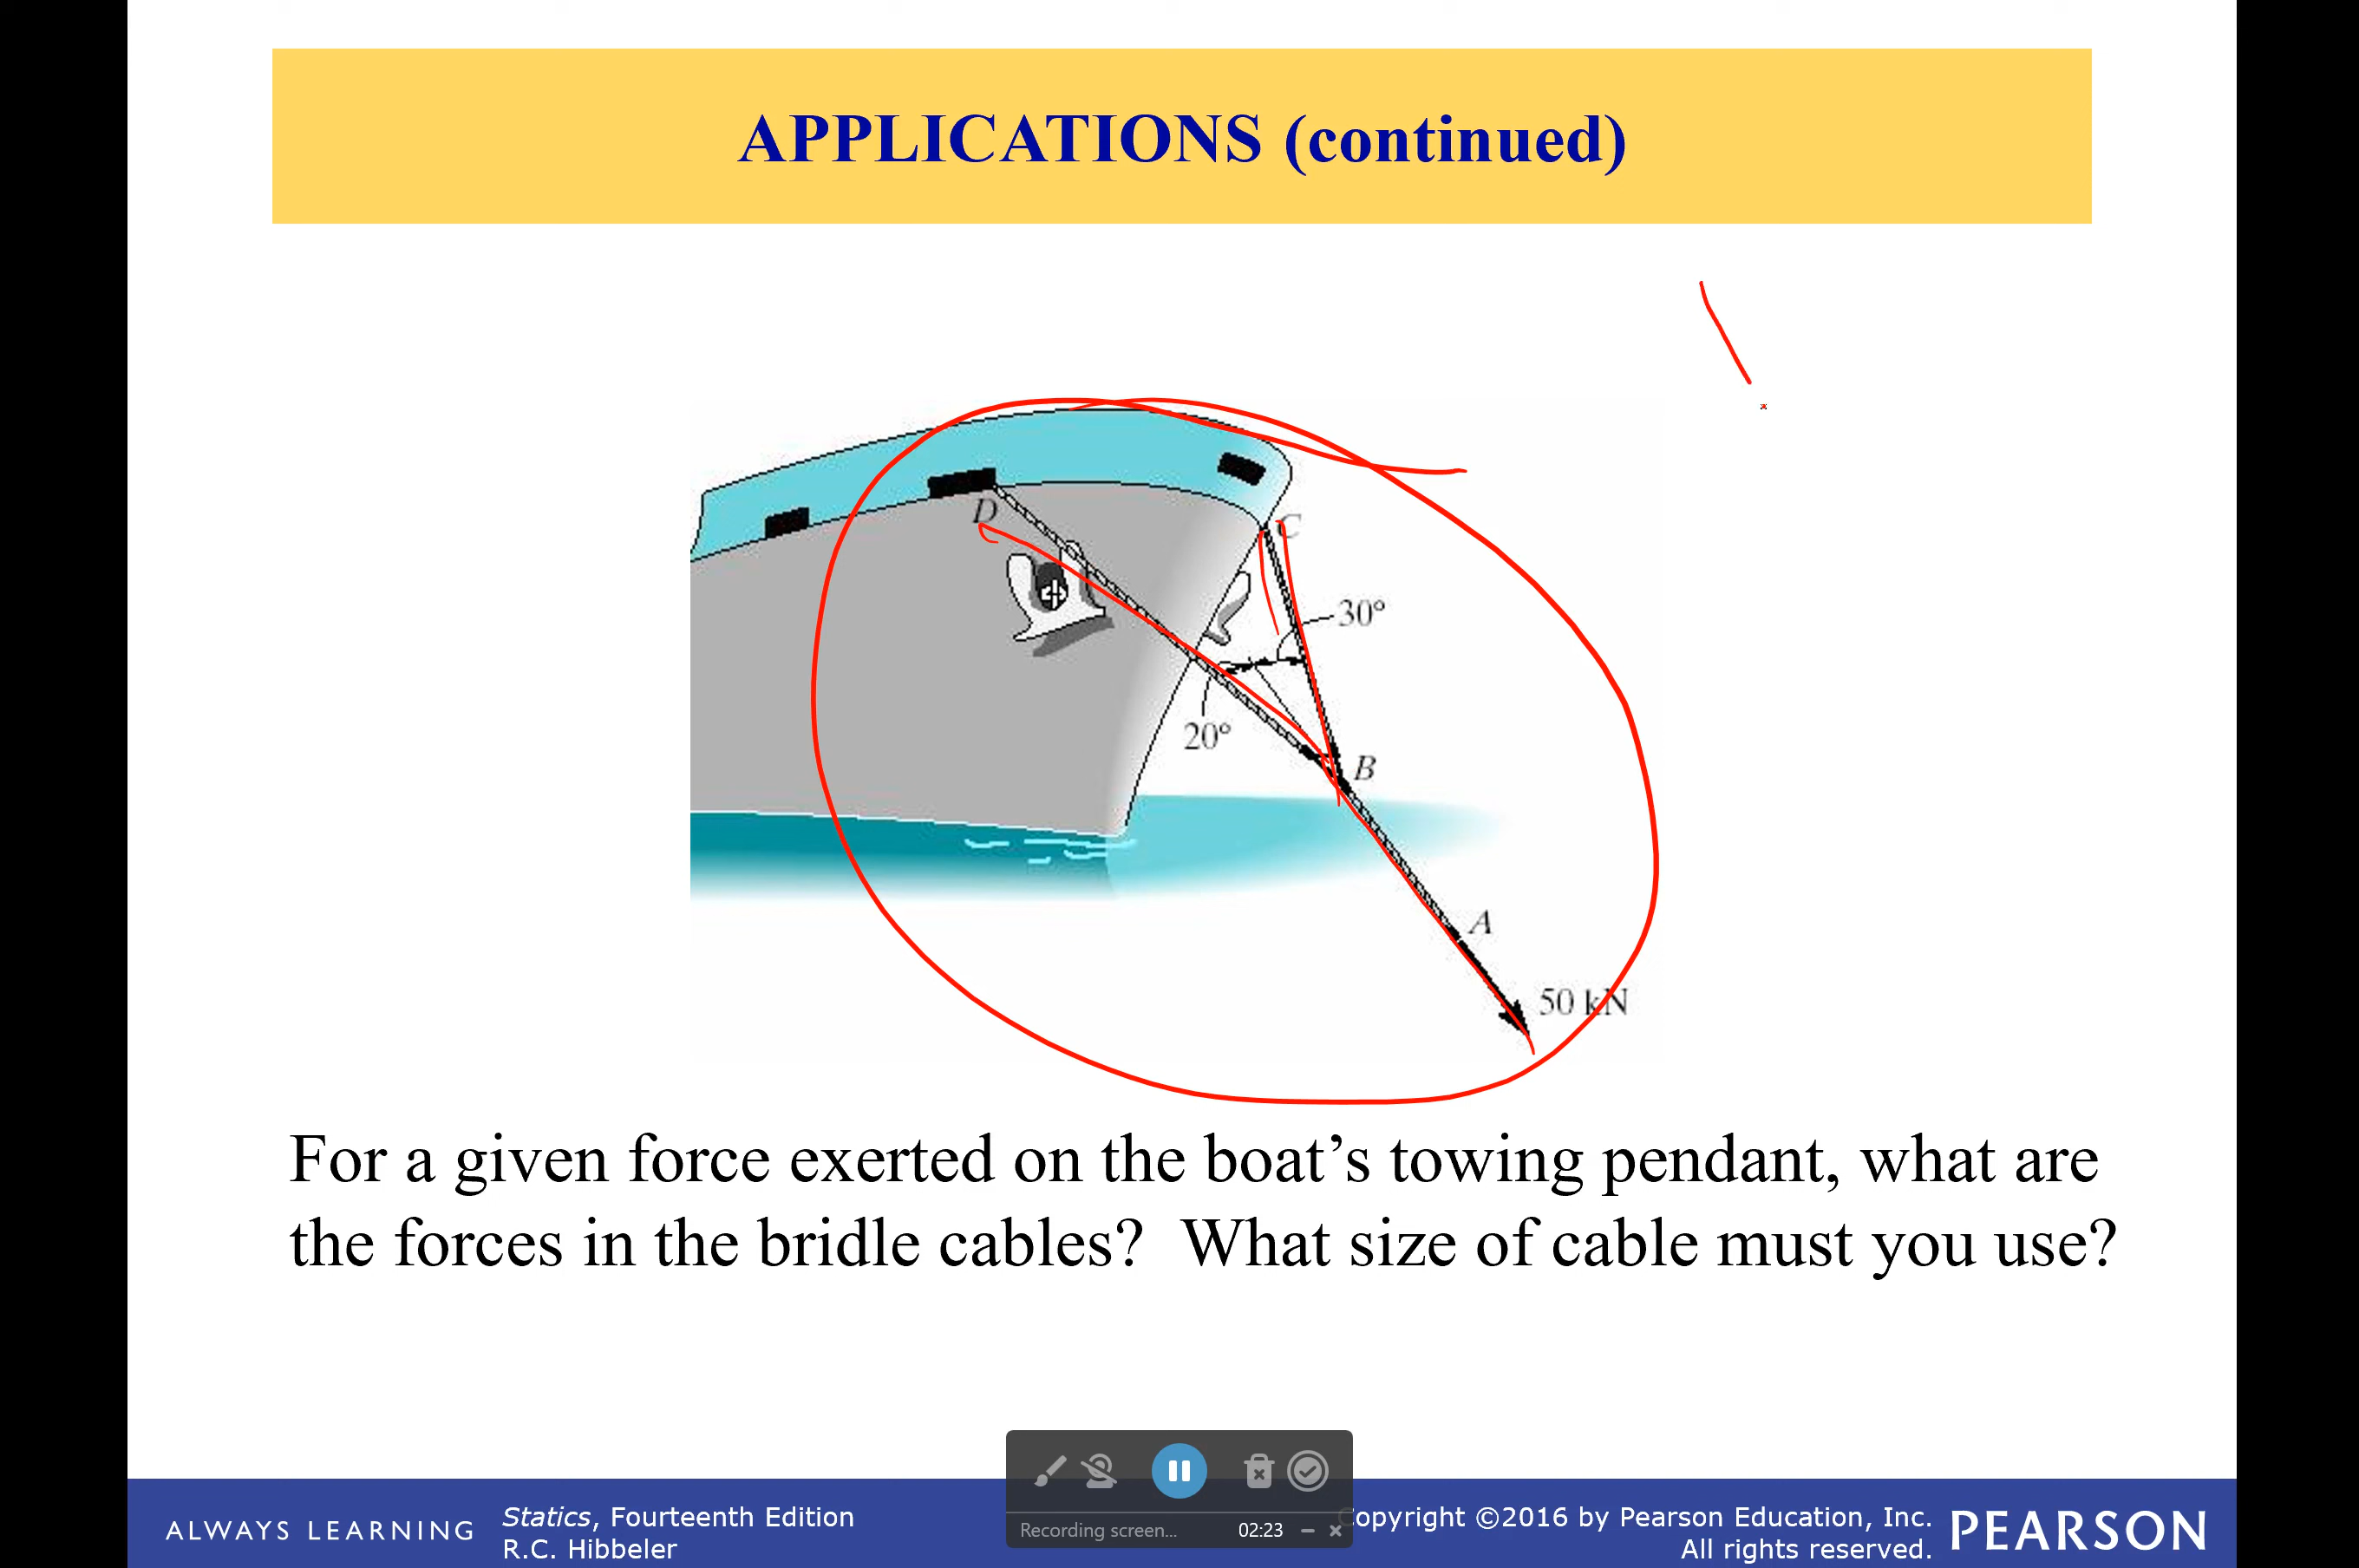 APPLICATIONS (continued)
D
C
30°
20°
B
A
50 kN
For a given force exerted on the boat’s towing pendant, what are
the forces in the bridle cables?  What size of cable must you use?
Recording screen... 02:23
ALWAYS LEARNING
Statics, Fourteenth Edition
R.C. Hibbeler
Copyright ©2016 by Pearson Education, Inc.
All rights reserved.
PEARSON